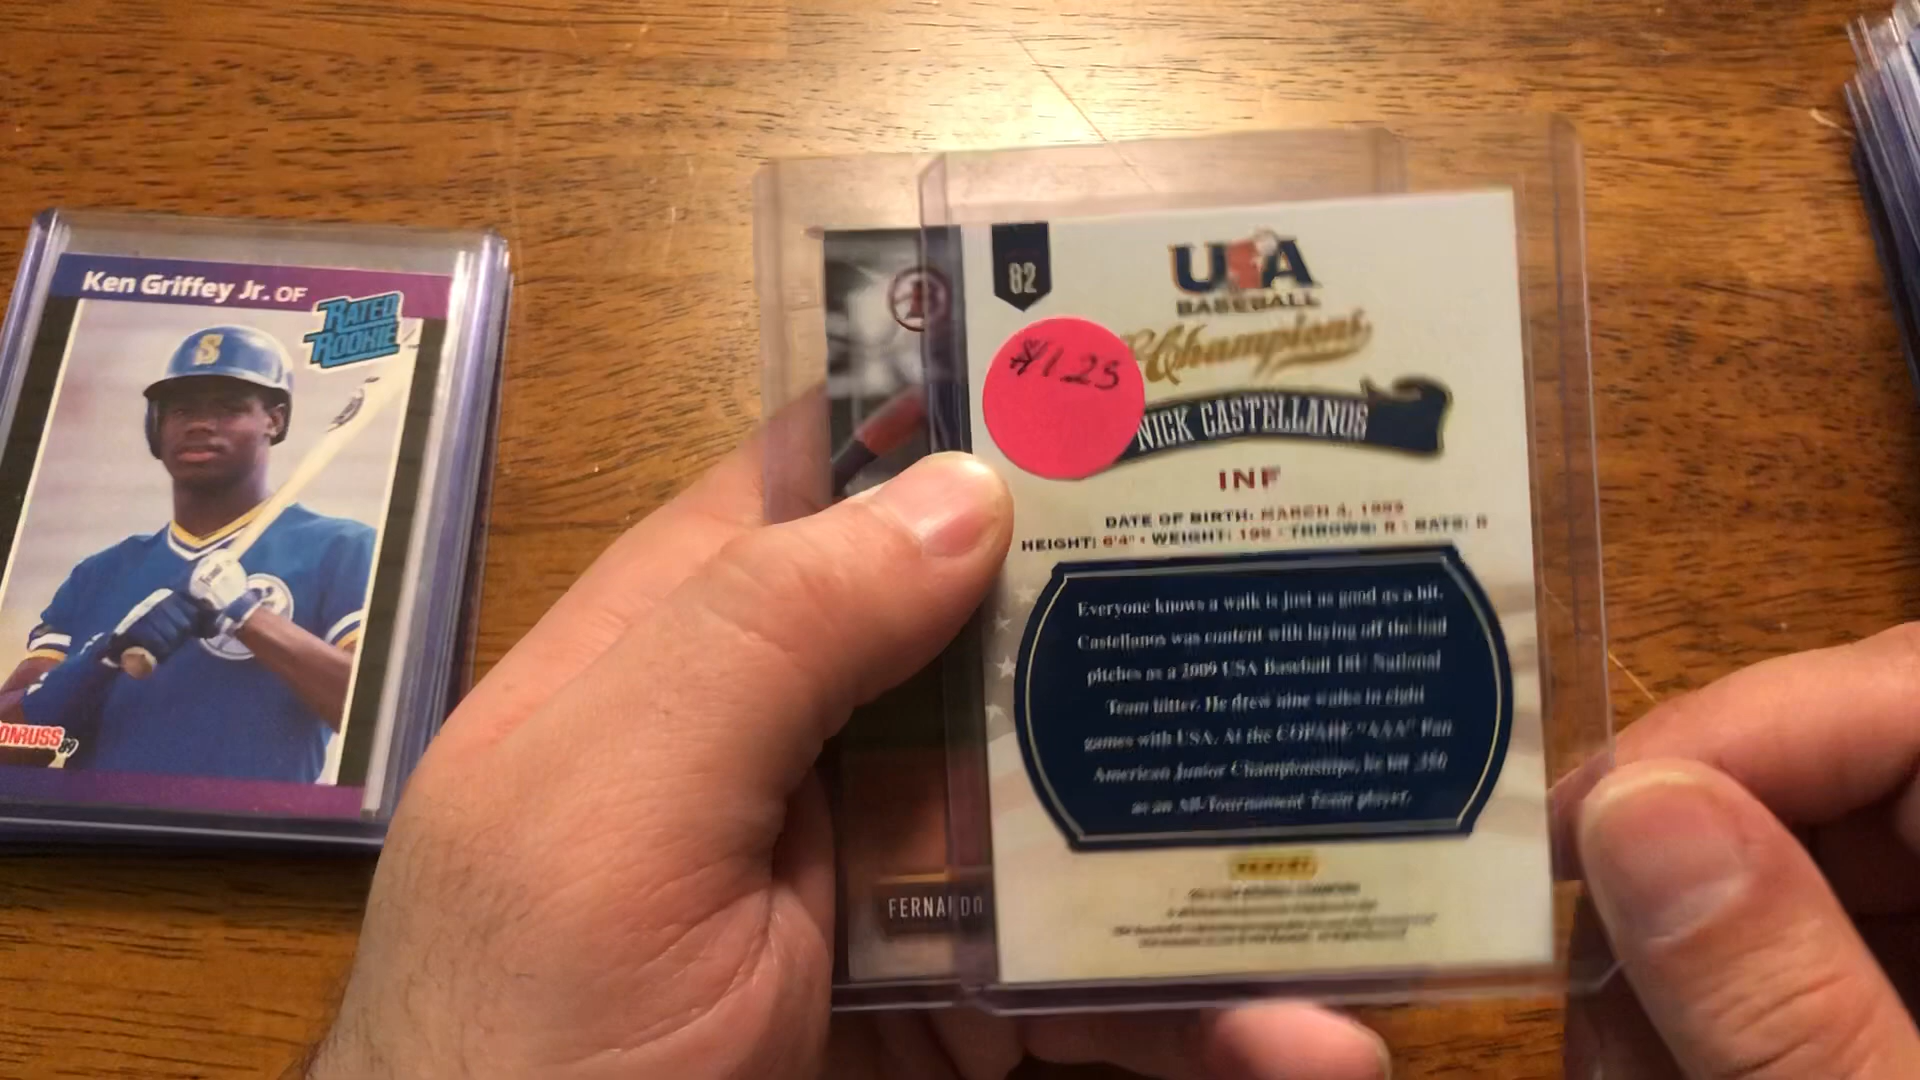 Ken Griffey Jr. OF
RATED
ROOKIE
S
DONRUSS 89
FERNANDO
82
USA
BASEBALL
Champions
$1.25
NICK CASTELLANOS
INF
DATE OF BIRTH: MARCH 4, 1992
HEIGHT: 6'4" • WEIGHT: 195 • THROWS: R • BATS: R
Everyone knows a walk is just as good as a hit.
Castellanos was content with laying off the bad
pitches as a 2009 USA Baseball 18U National
Team hitter. He drew nine walks in eight
games with USA. At the COPABE "AAA" Pan
American Junior Championships, he hit
as an All-Tournament Team player.
PANINI